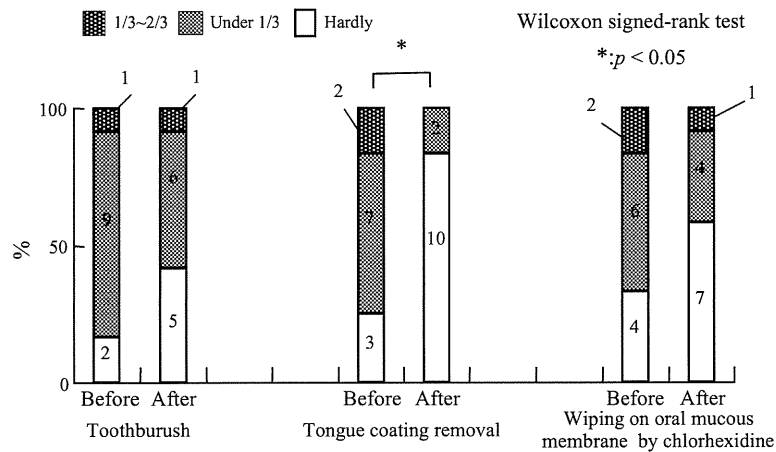 1/3~2/3 Under 1/3 Hardly
Wilcoxon signed-rank test
*
*:p < 0.05
1 1 2 2 1
100
50
0
%
9 6 7 2 6 4
2 5 3 10 4 7
Before After Before After Before After
Toothburush
Tongue coating removal
Wiping on oral mucous
membrane by chlorhexidine